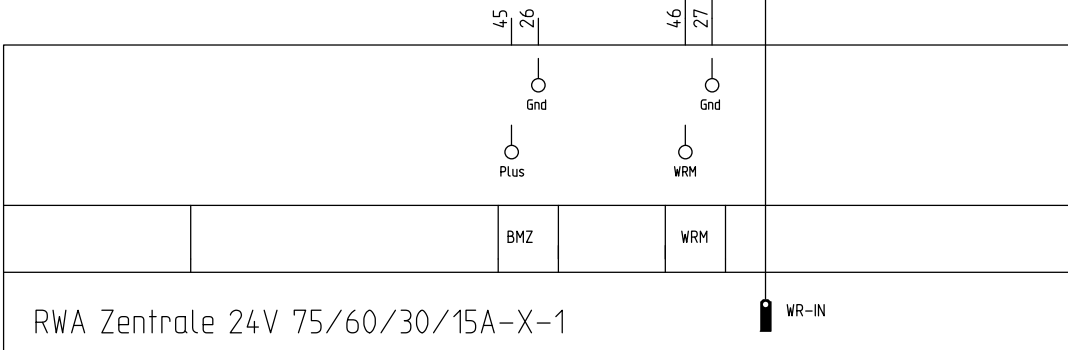 45 26 46 27
Gnd Gnd
Plus WRM
BMZ WRM
RWA Zentrale 24V 75/60/30/15A-X-1 WR-IN